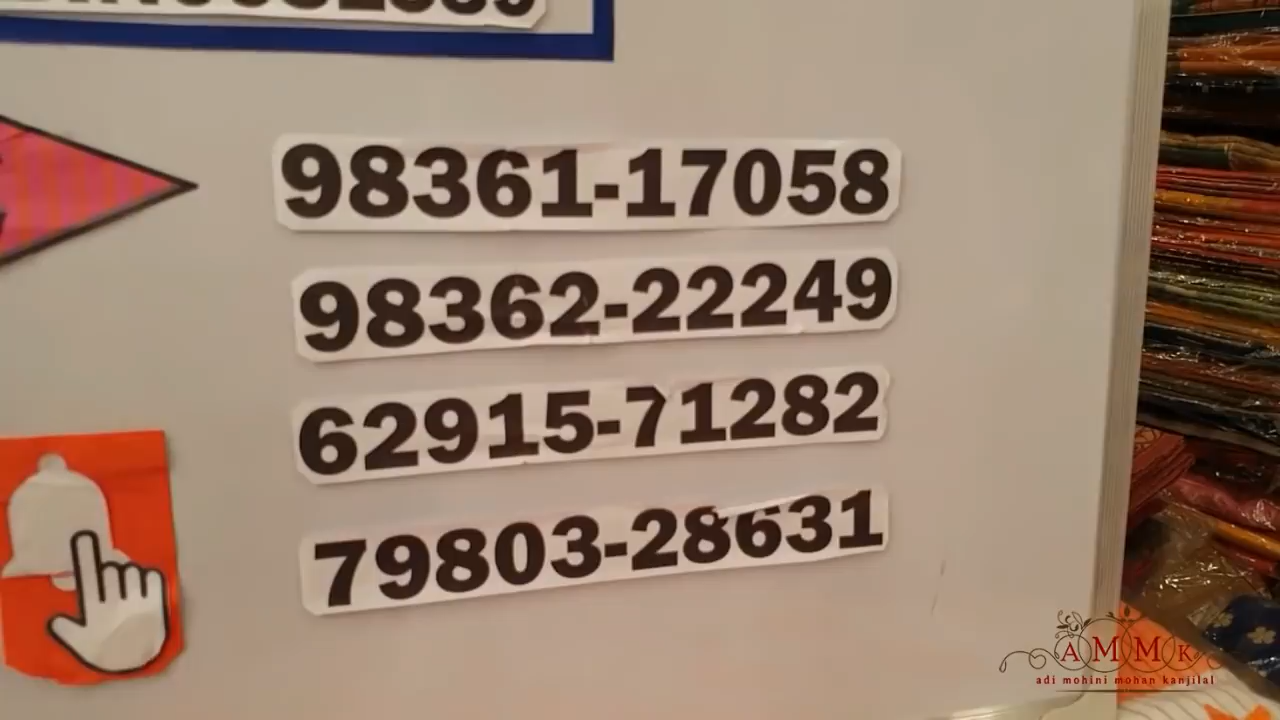 98361-17058
98362-22249
62915-71282
79803-28631
AMMK
adi mohini mohan kanjilal